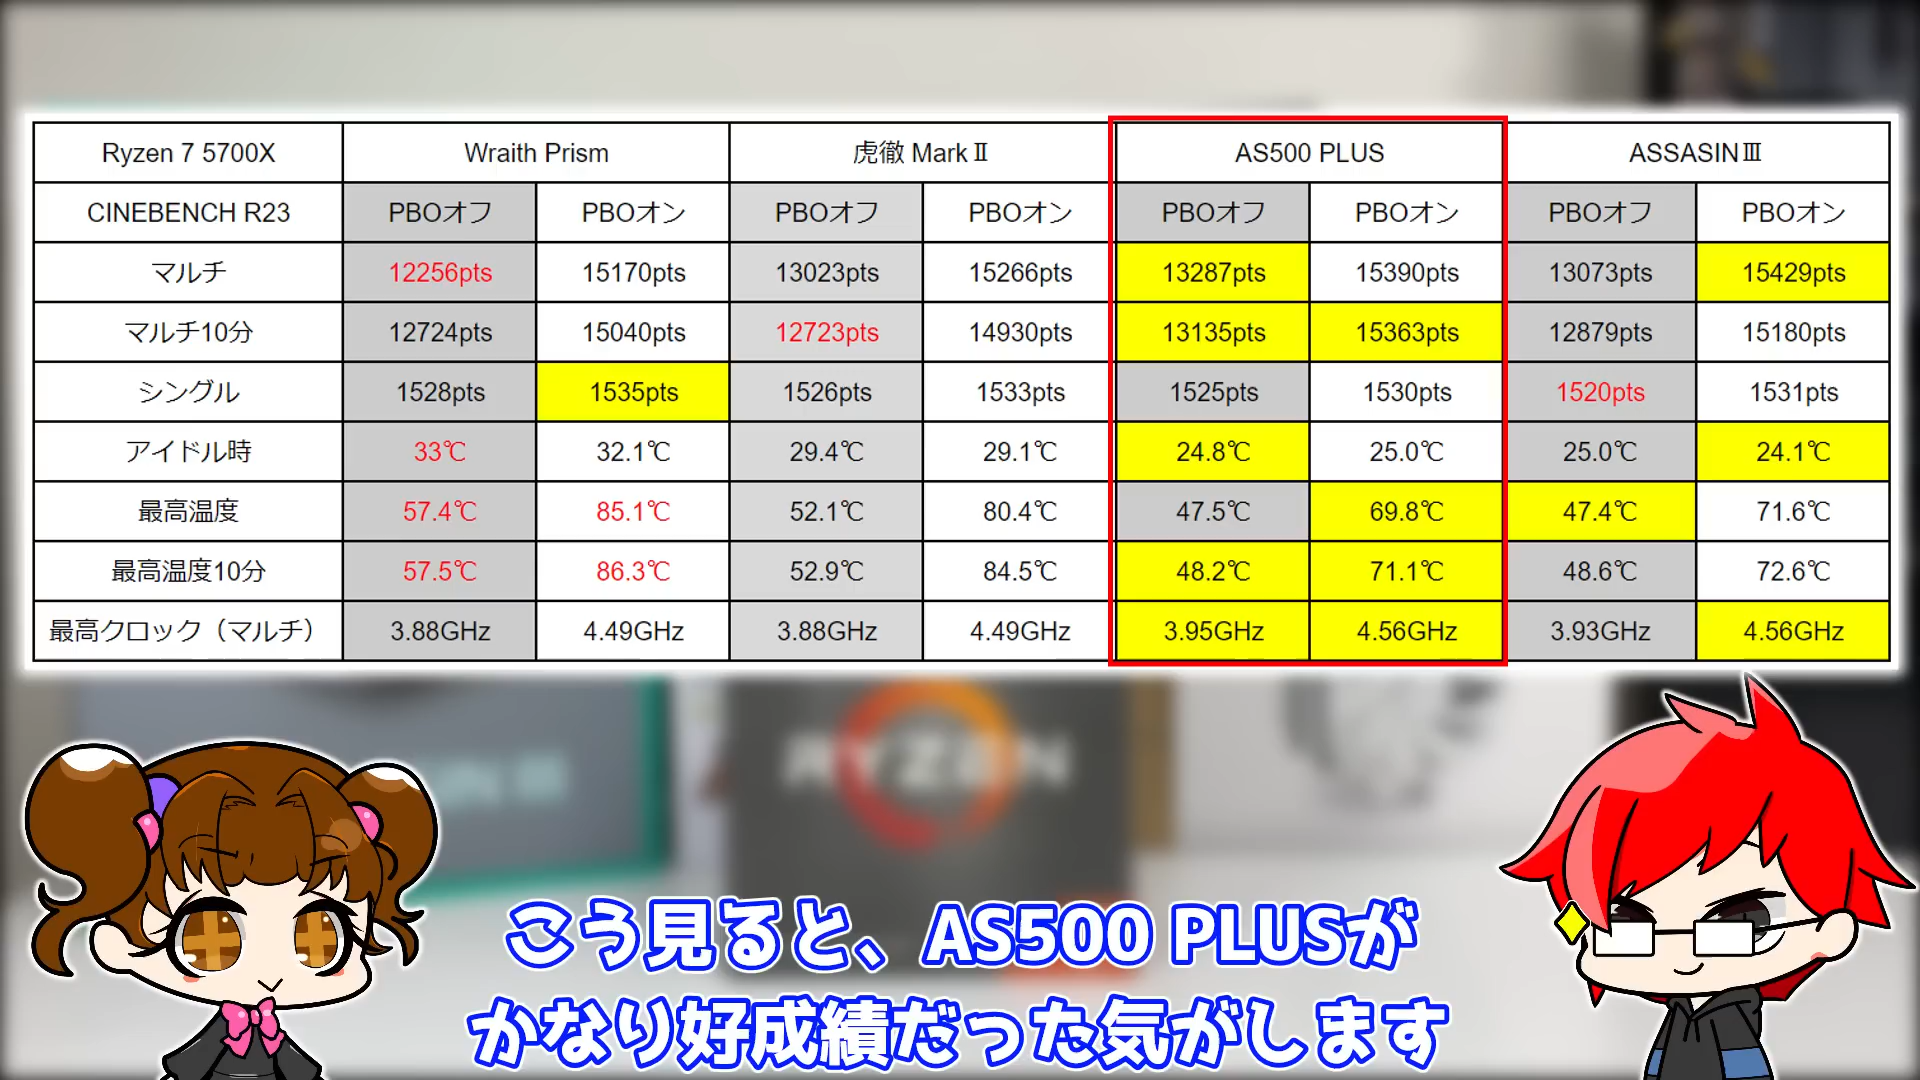 Ryzen 7 5700X Wraith Prism 虎徹 MarkⅡ AS500 PLUS ASSASINⅢ
CINEBENCH R23 PBOオフ PBOオン PBOオフ PBOオン PBOオフ PBOオン PBOオフ PBOオン
マルチ 12256pts 15170pts 13023pts 15266pts 13287pts 15390pts 13073pts 15429pts
マルチ10分 12724pts 15040pts 12723pts 14930pts 13135pts 15363pts 12879pts 15180pts
シングル 1528pts 1535pts 1526pts 1533pts 1525pts 1530pts 1520pts 1531pts
アイドル時 33℃ 32.1℃ 29.4℃ 29.1℃ 24.8℃ 25.0℃ 25.0℃ 24.1℃
最高温度 57.4℃ 85.1℃ 52.1℃ 80.4℃ 47.5℃ 69.8℃ 47.4℃ 71.6℃
最高温度10分 57.5℃ 86.3℃ 52.9℃ 84.5℃ 48.2℃ 71.1℃ 48.6℃ 72.6℃
最高クロック（マルチ） 3.88GHz 4.49GHz 3.88GHz 4.49GHz 3.95GHz 4.56GHz 3.93GHz 4.56GHz
RYZEN
こう見ると、AS500 PLUSが
かなり好成績だった気がします